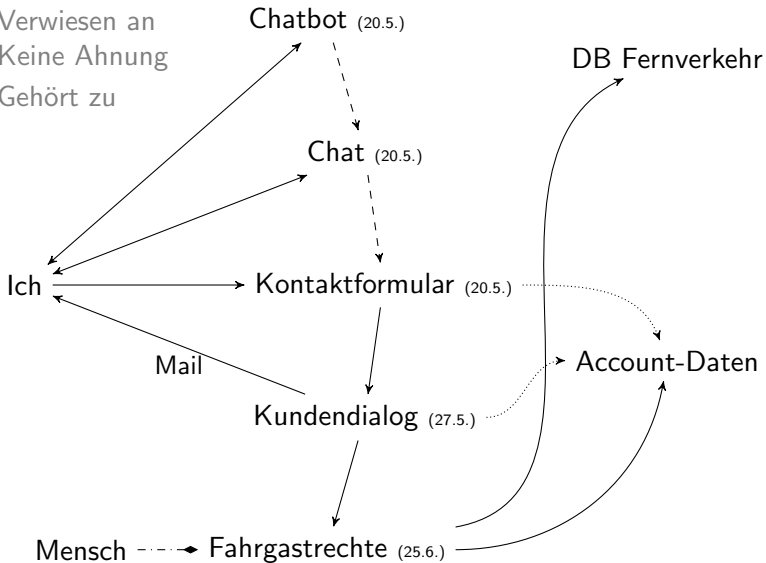 Verwiesen an
Keine Ahnung
Gehört zu
Chatbot (20.5.)
DB Fernverkehr
Chat (20.5.)
Ich
Kontaktformular (20.5.)
Mail
Account-Daten
Kundendialog (27.5.)
Mensch
Fahrgastrechte (25.6.)